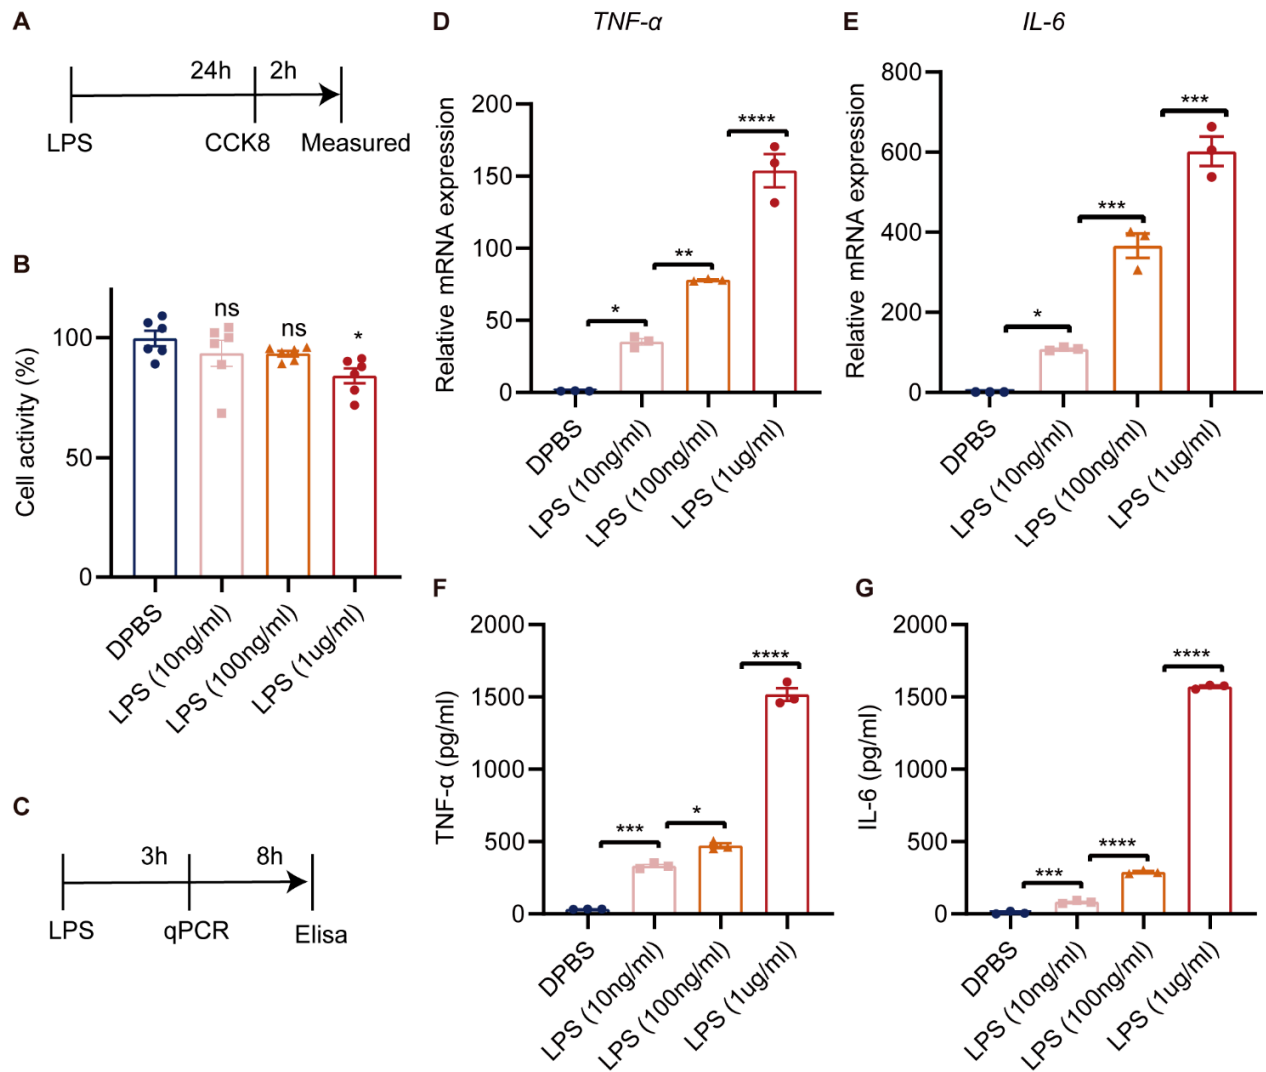 A
24h 2h
LPS CCK8 Measured
B
Cell activity (%)
100
50
0
ns
ns
*
DPBS
LPS (10ng/ml)
LPS (100ng/ml)
LPS (1ug/ml)
C
3h 8h
LPS qPCR Elisa
D
TNF-α
Relative mRNA expression
200
150
100
50
0
*
**
****
DPBS
LPS (10ng/ml)
LPS (100ng/ml)
LPS (1ug/ml)
E
IL-6
Relative mRNA expression
800
600
400
200
0
*
***
***
DPBS
LPS (10ng/ml)
LPS (100ng/ml)
LPS (1ug/ml)
F
TNF-α (pg/ml)
2000
1500
1000
500
0
***
*
****
DPBS
LPS (10ng/ml)
LPS (100ng/ml)
LPS (1ug/ml)
G
IL-6 (pg/ml)
2000
1500
1000
500
0
***
****
****
DPBS
LPS (10ng/ml)
LPS (100ng/ml)
LPS (1ug/ml)